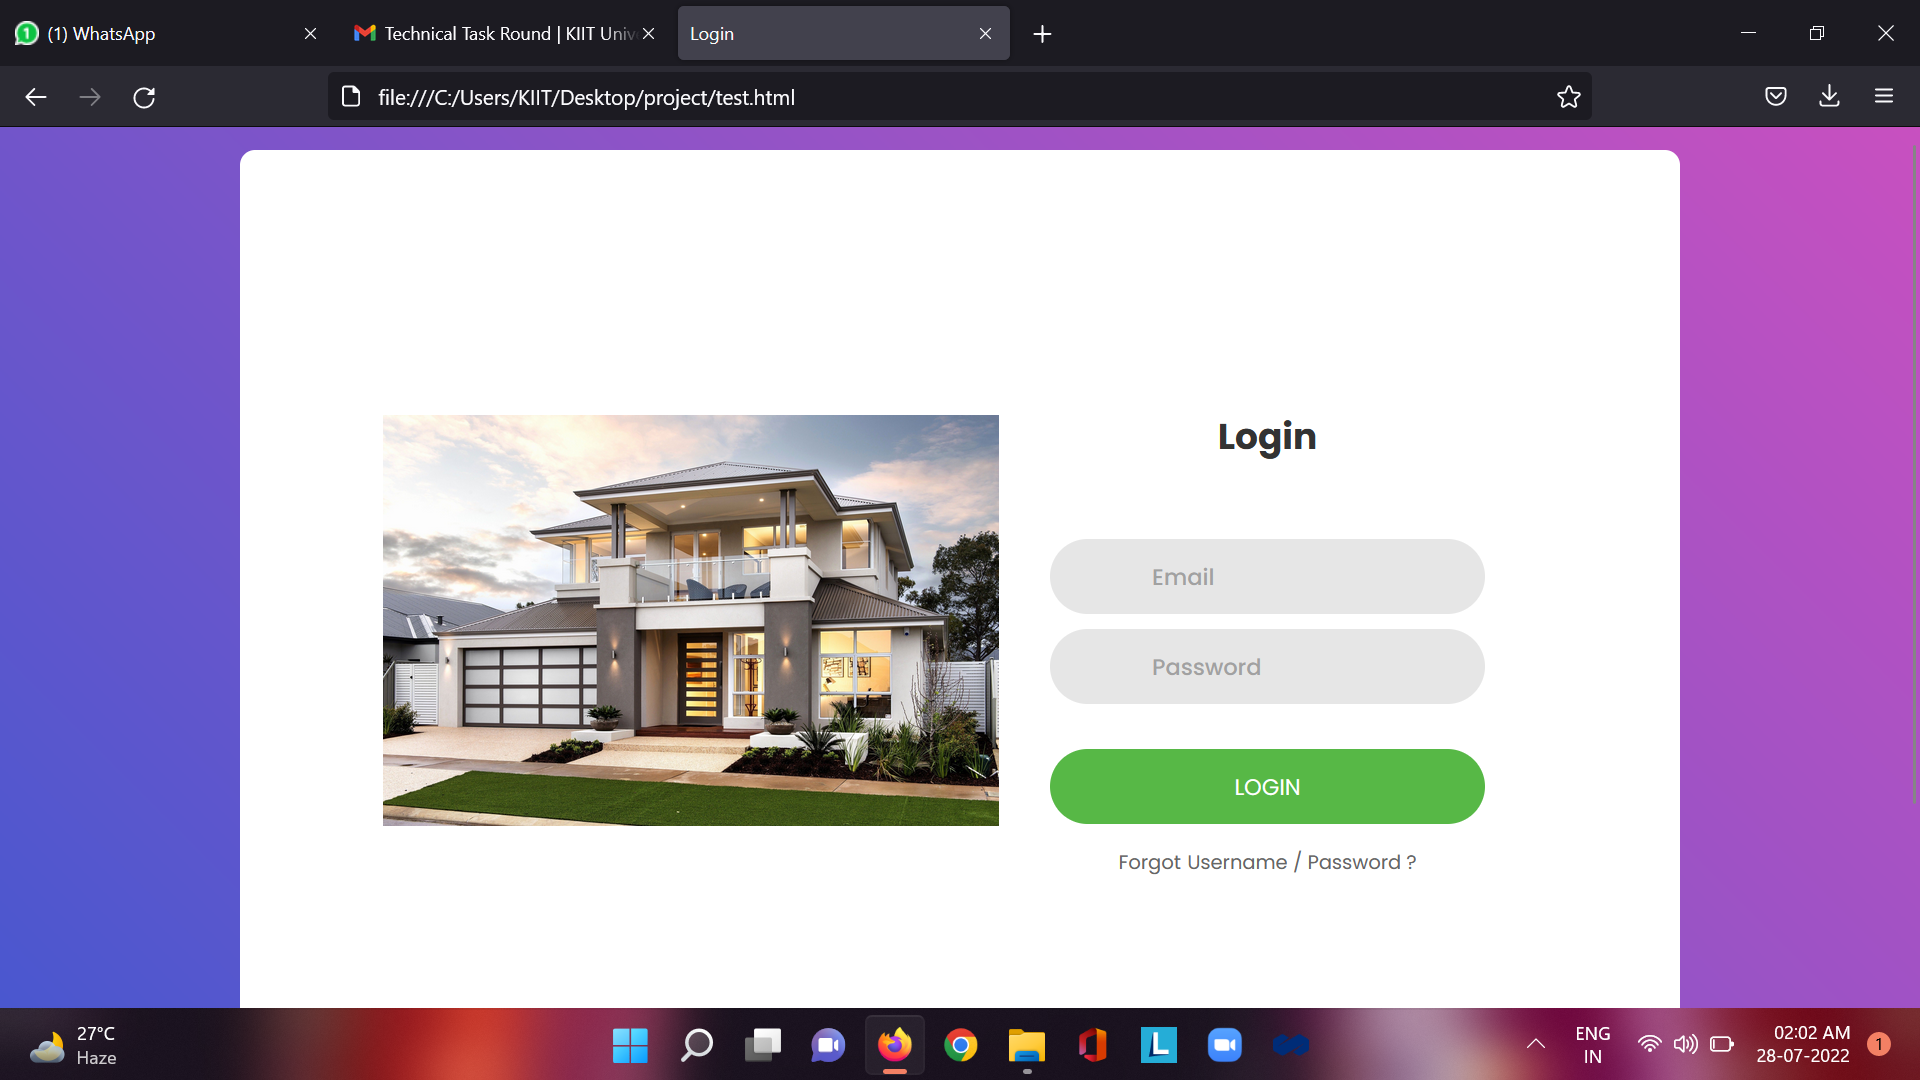 (1) WhatsApp
Technical Task Round | KIIT Univ
Login
file:///C:/Users/KIIT/Desktop/project/test.html
Login
Email
Password
LOGIN
Forgot Username / Password ?
27°C
Haze
ENG
IN
02:02 AM
28-07-2022
1